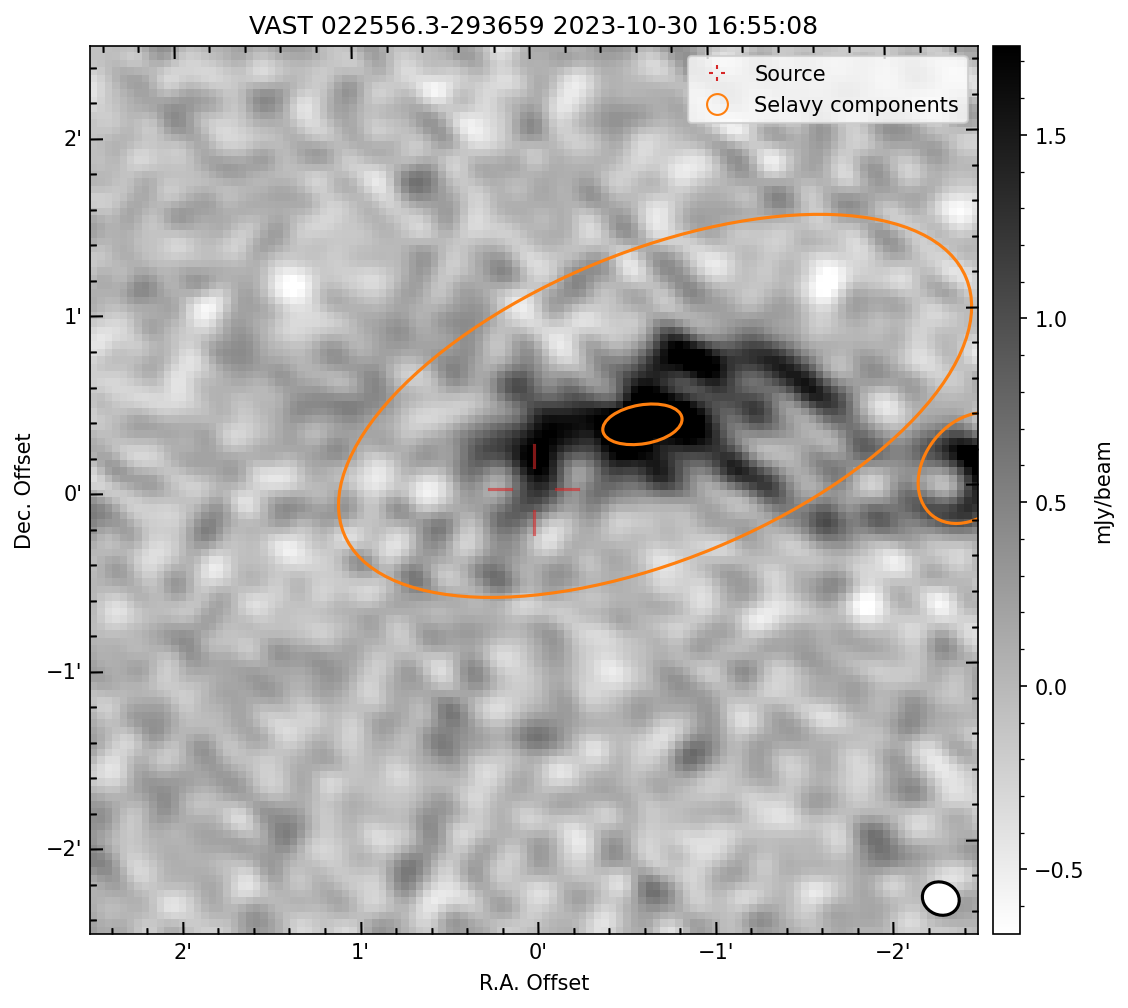 VAST 022556.3-293659 2023-10-30 16:55:08
Source
Selavy components
2'
1'
0'
−1'
−2'
Dec. Offset
2'
1'
0'
−1'
−2'
R.A. Offset
1.5
1.0
0.5
0.0
−0.5
mJy/beam